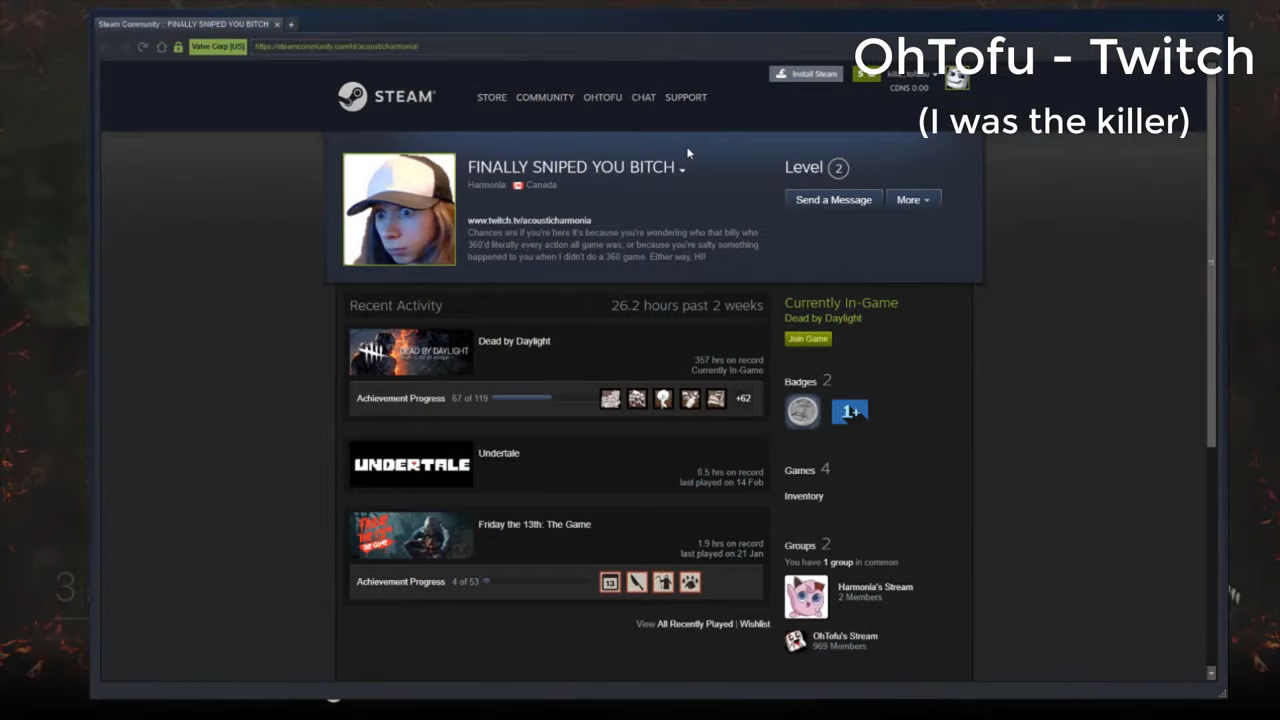 Steam Community :: FINALLY SNIPED YOU BITCH
Valve Corp [US]
https://steamcommunity.com/id/acousticharmonia/
OhTofu - Twitch
(I was the killer)
Install Steam
CDN$ 0.00
STEAM
STORE COMMUNITY OHTOFU CHAT SUPPORT
FINALLY SNIPED YOU BITCH
Harmonia Canada
www.twitch.tv/acousticharmonia
Chances are if you're here it's because you're wondering who that billy who
360'd literally every action all game was, or because you're salty something
happened to you when I didn't do a 360 game. Either way, HI!
Level 2
Send a Message
More
Recent Activity
26.2 hours past 2 weeks
DEAD BY DAYLIGHT
Dead by Daylight
357 hrs on record
Currently In-Game
Achievement Progress 67 of 119
+62
UNDERTALE
Undertale
0.5 hrs on record
last played on 14 Feb
Friday the 13th: The Game
1.9 hrs on record
last played on 21 Jan
Achievement Progress 4 of 53
13
View All Recently Played | Wishlist
Currently In-Game
Dead by Daylight
Join Game
Badges 2
1+
Games 4
Inventory
Groups 2
You have 1 group in common
Harmonia's Stream
2 Members
OhTofu's Stream
969 Members
3